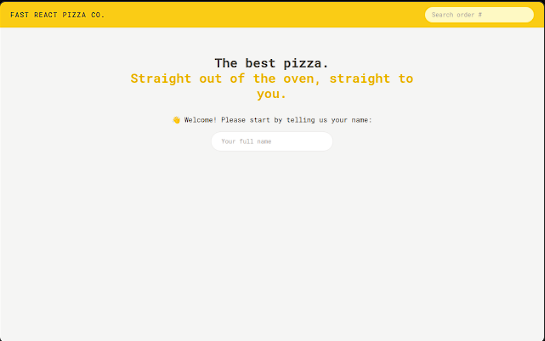 FAST REACT PIZZA CO.
Search order #
The best pizza.
Straight out of the oven, straight to
you.
👋 Welcome! Please start by telling us your name:
Your full name